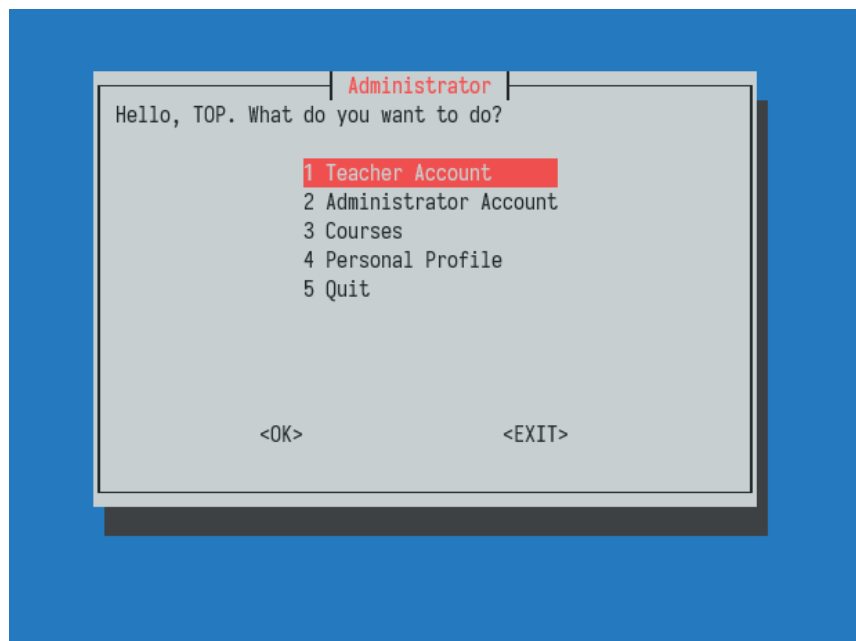 Administrator
Hello, TOP. What do you want to do?
1 Teacher Account
2 Administrator Account
3 Courses
4 Personal Profile
5 Quit
<OK> <EXIT>